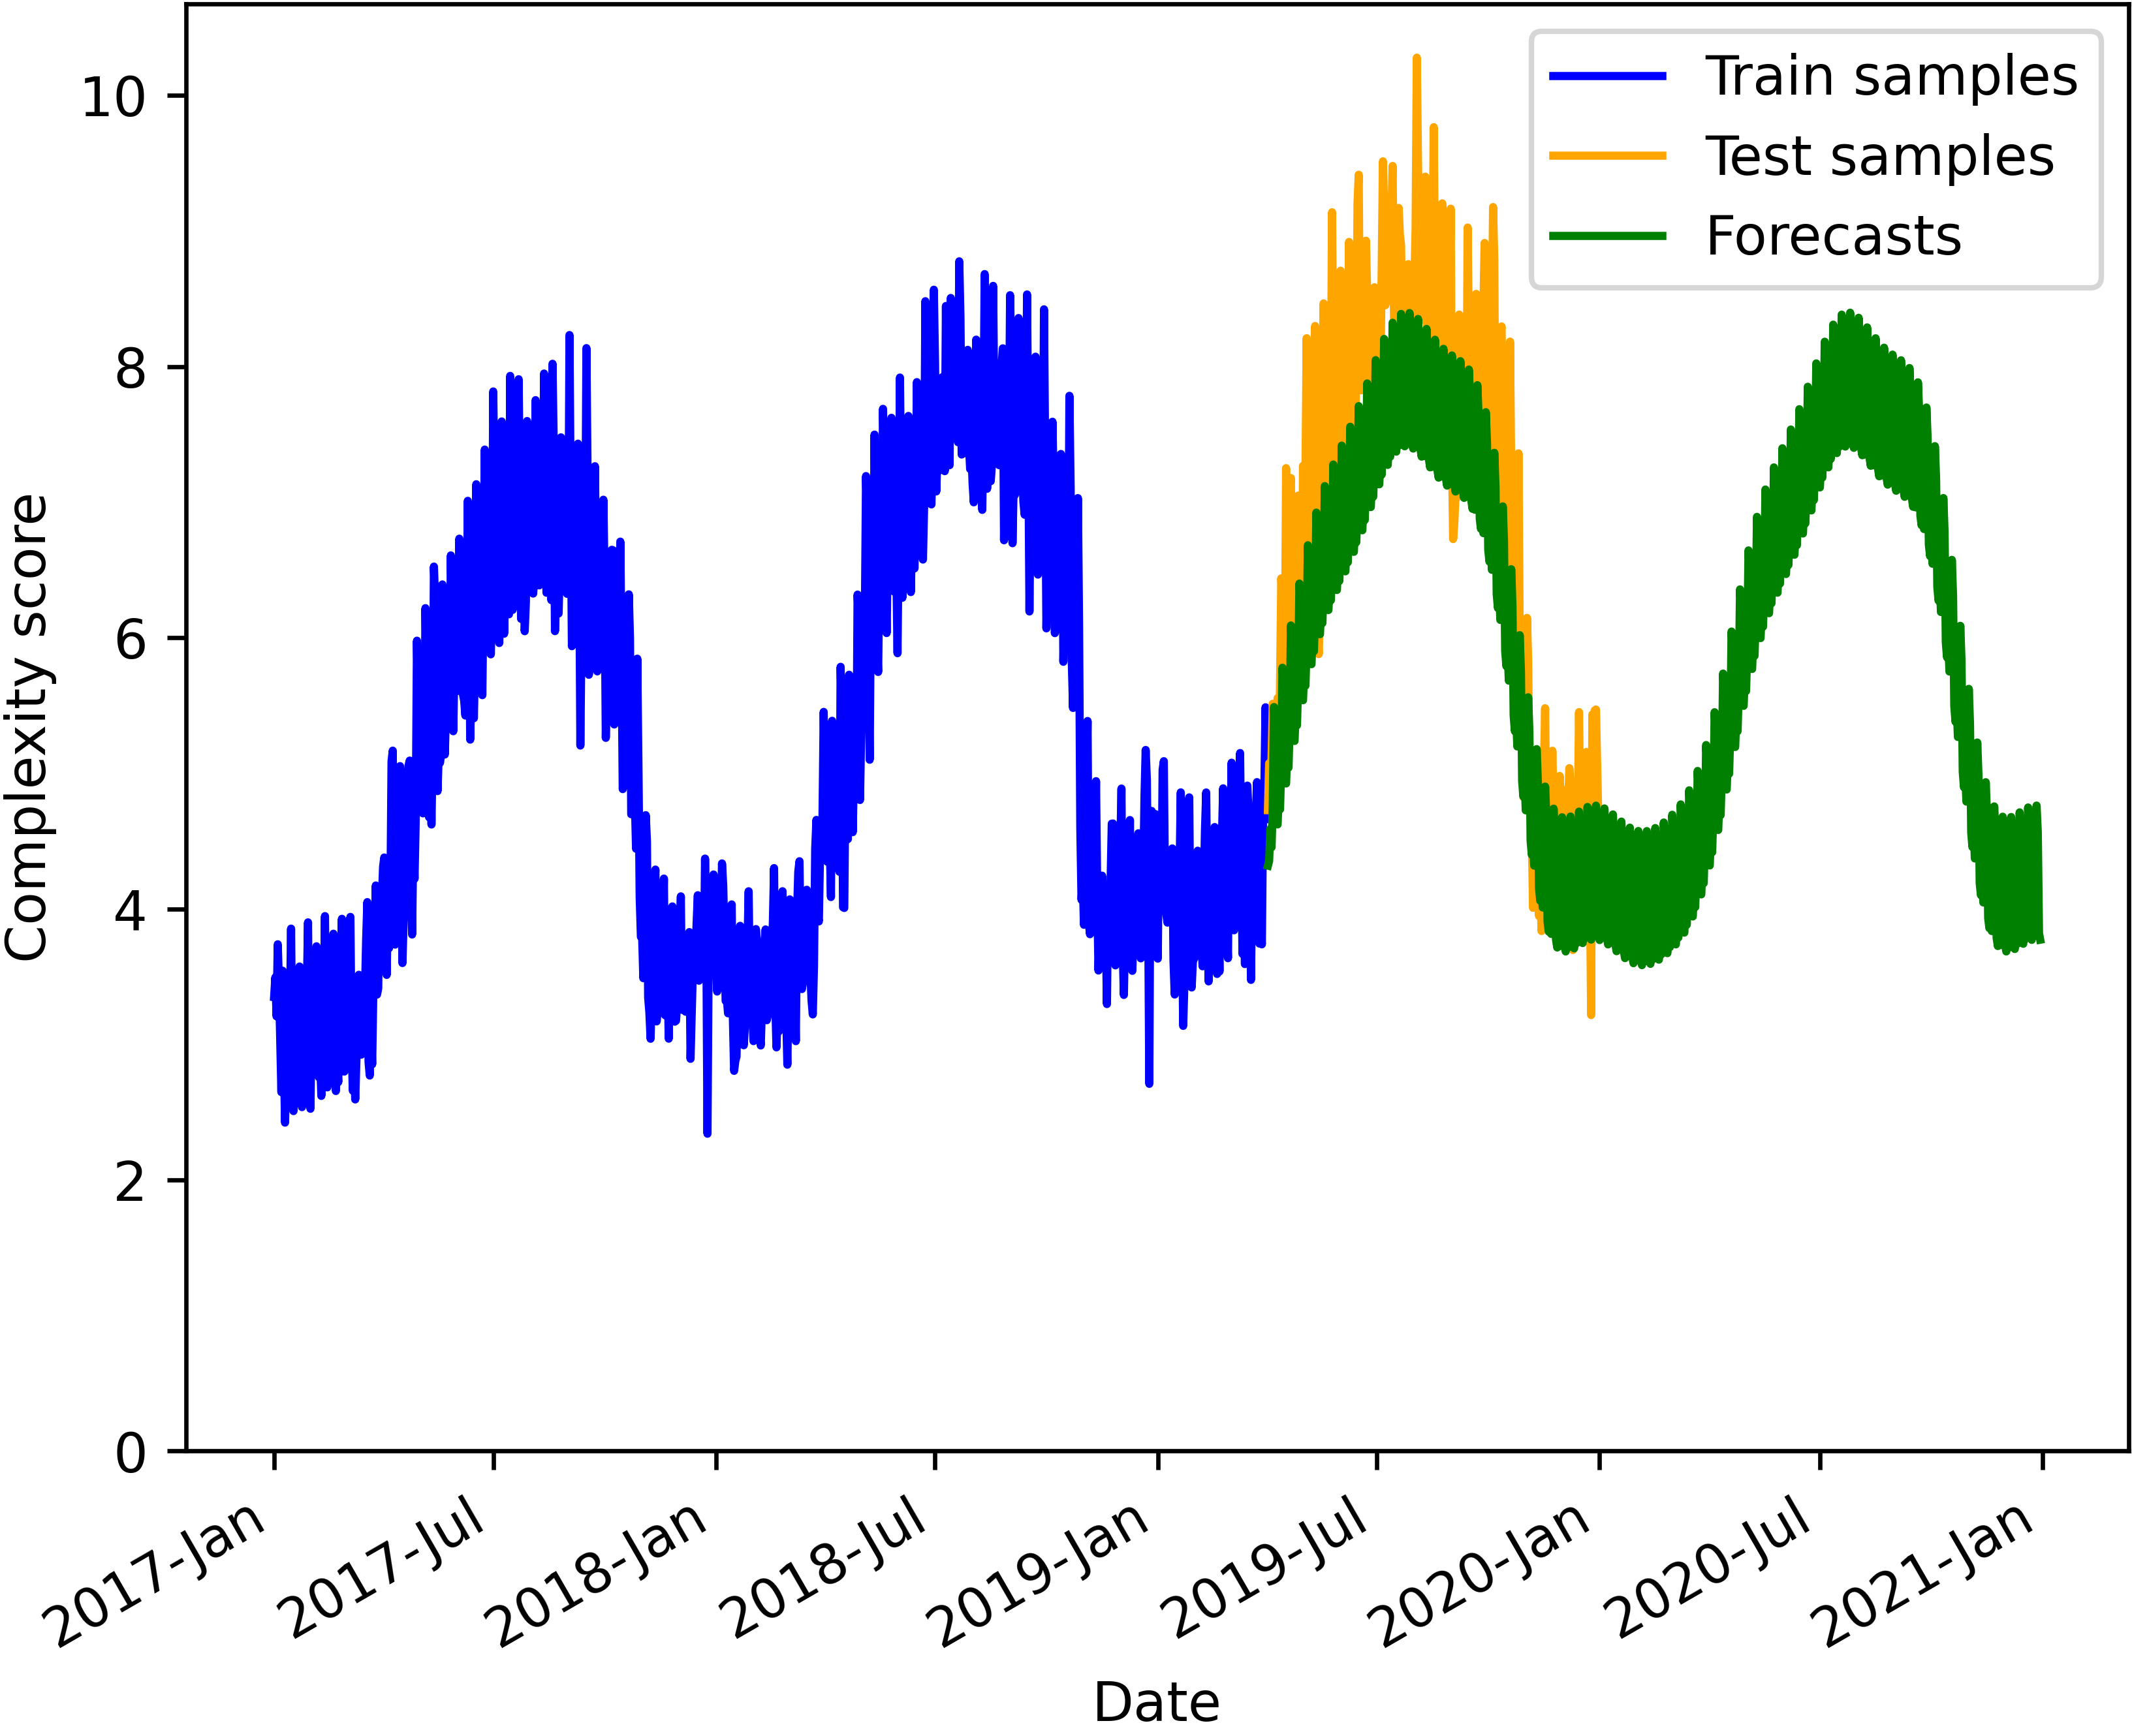 Train samples
Test samples
Forecasts
10
8
6
4
2
0
Complexity score
2017-Jan
2017-Jul
2018-Jan
2018-Jul
2019-Jan
2019-Jul
2020-Jan
2020-Jul
2021-Jan
Date